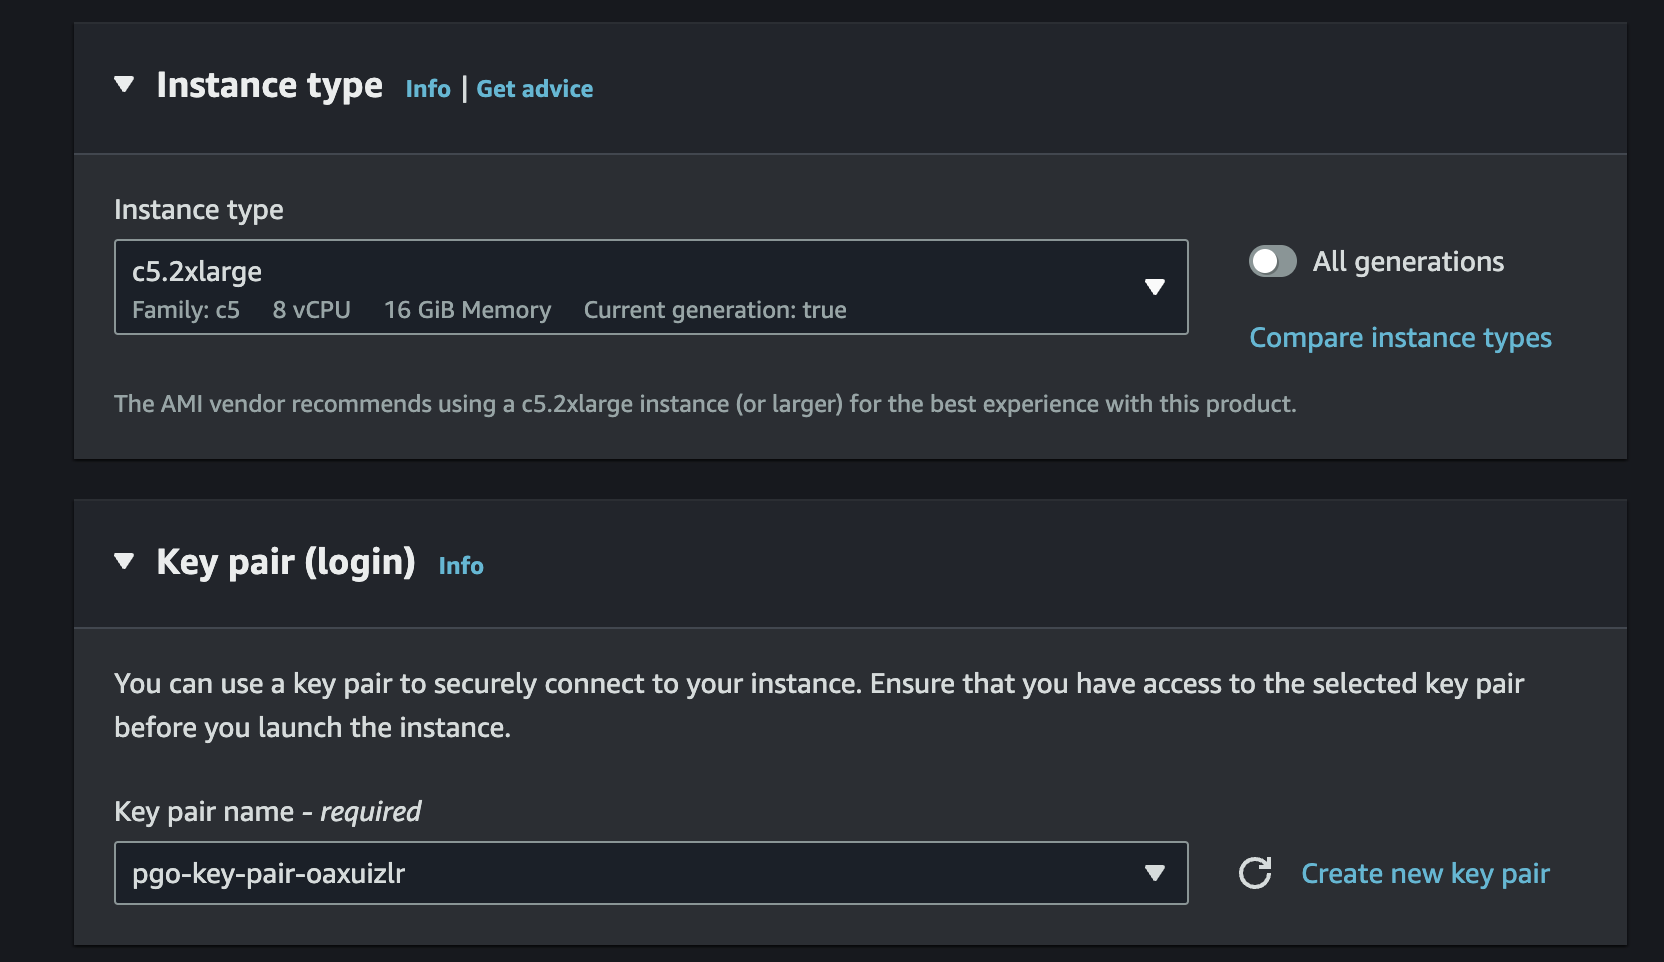 Instance type Info | Get advice
Instance type
c5.2xlarge
Family: c5 8 vCPU 16 GiB Memory Current generation: true
All generations
Compare instance types
The AMI vendor recommends using a c5.2xlarge instance (or larger) for the best experience with this product.
Key pair (login) Info
You can use a key pair to securely connect to your instance. Ensure that you have access to the selected key pair
before you launch the instance.
Key pair name - required
pgo-key-pair-oaxuizlr
Create new key pair